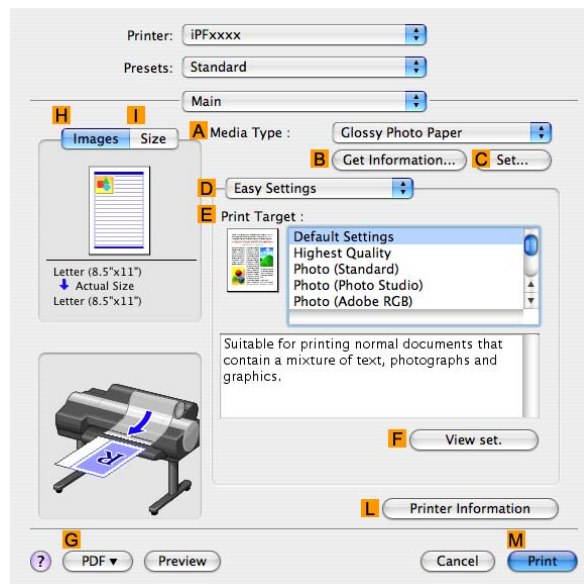 Printer: iPFxxxx
Presets: Standard
Main
H I
Images Size
A Media Type : Glossy Photo Paper
B Get Information... C Set...
D Easy Settings
E Print Target :
Default Settings
Highest Quality
Photo (Standard)
Photo (Photo Studio)
Photo (Adobe RGB)
Letter (8.5"x11")
Actual Size
Letter (8.5"x11")
Suitable for printing normal documents that
contain a mixture of text, photographs and
graphics.
F View set.
L Printer Information
G M
? PDF▼ Preview Cancel Print